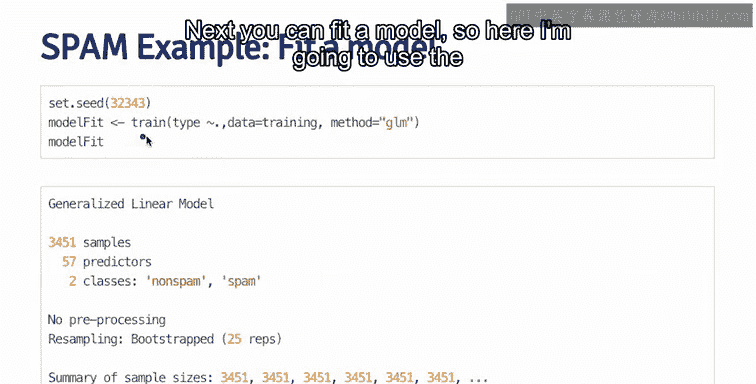 Next you can fit a model, so here I'm
going to use the
SPAM Example: Fit a model
set.seed(32343)
modelFit <- train(type ~.,data=training, method="glm")
modelFit
Generalized Linear Model
3451 samples
57 predictors
2 classes: 'nonspam', 'spam'
No pre-processing
Resampling: Bootstrapped (25 reps)
Summary of sample sizes: 3451, 3451, 3451, 3451, 3451, 3451, ...